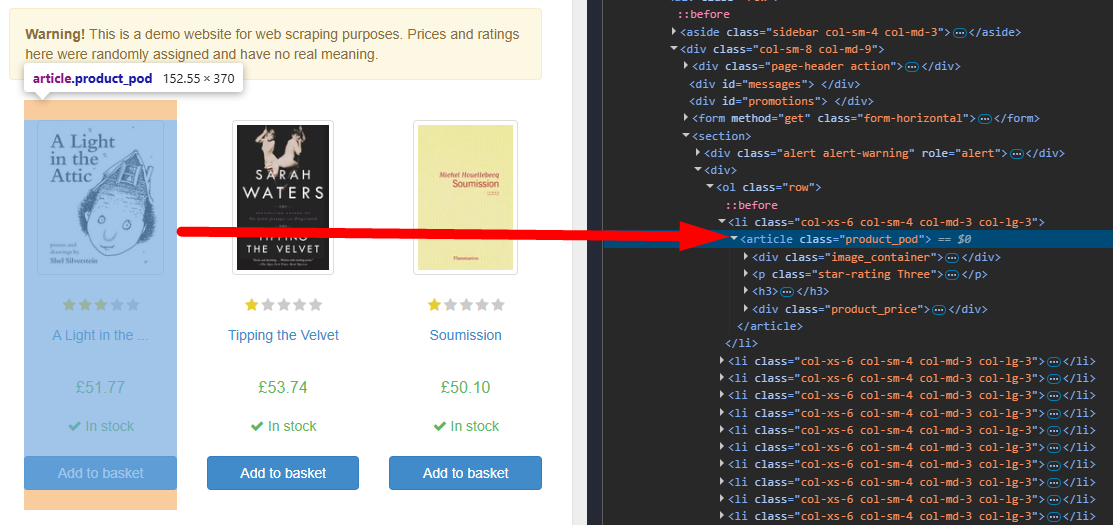 Warning! This is a demo website for web scraping purposes. Prices and ratings
here were randomly assigned and have no real meaning.
article.product_pod 152.55 × 370
A Light
in the
Attic
poems and
drawings by
Shel Silverstein
SARAH
WATERS
TIPPING
THE VELVET
Michel Houellebecq
Soumission
Flammarion
A Light in the ...
Tipping the Velvet
Soumission
£51.77
£53.74
£50.10
In stock
In stock
In stock
Add to basket
Add to basket
Add to basket
::before
<aside class="sidebar col-sm-4 col-md-3">⋯</aside>
<div class="col-sm-8 col-md-9">
<div class="page-header action">⋯</div>
<div id="messages"> </div>
<div id="promotions"> </div>
<form method="get" class="form-horizontal">⋯</form>
<section>
<div class="alert alert-warning" role="alert">⋯</div>
<div>
<ol class="row">
::before
<li class="col-xs-6 col-sm-4 col-md-3 col-lg-3">
<article class="product_pod"> == $0
<div class="image_container">⋯</div>
<p class="star-rating Three">⋯</p>
<h3>⋯</h3>
<div class="product_price">⋯</div>
</article>
</li>
<li class="col-xs-6 col-sm-4 col-md-3 col-lg-3">⋯</li>
<li class="col-xs-6 col-sm-4 col-md-3 col-lg-3">⋯</li>
<li class="col-xs-6 col-sm-4 col-md-3 col-lg-3">⋯</li>
<li class="col-xs-6 col-sm-4 col-md-3 col-lg-3">⋯</li>
<li class="col-xs-6 col-sm-4 col-md-3 col-lg-3">⋯</li>
<li class="col-xs-6 col-sm-4 col-md-3 col-lg-3">⋯</li>
<li class="col-xs-6 col-sm-4 col-md-3 col-lg-3">⋯</li>
<li class="col-xs-6 col-sm-4 col-md-3 col-lg-3">⋯</li>
<li class="col-xs-6 col-sm-4 col-md-3 col-lg-3">⋯</li>
<li class="col-xs-6 col-sm-4 col-md-3 col-lg-3">⋯</li>